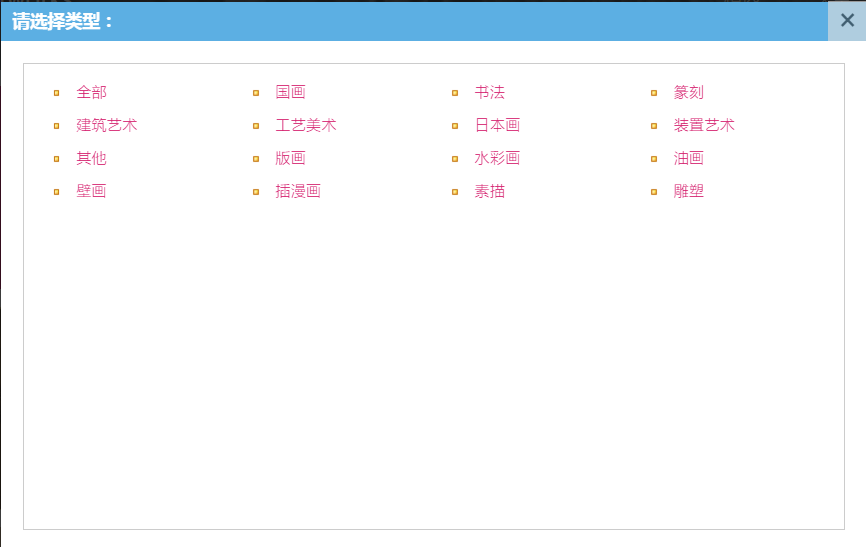 请选择类型：
全部 国画 书法 篆刻
建筑艺术 工艺美术 日本画 装置艺术
其他 版画 水彩画 油画
壁画 插漫画 素描 雕塑